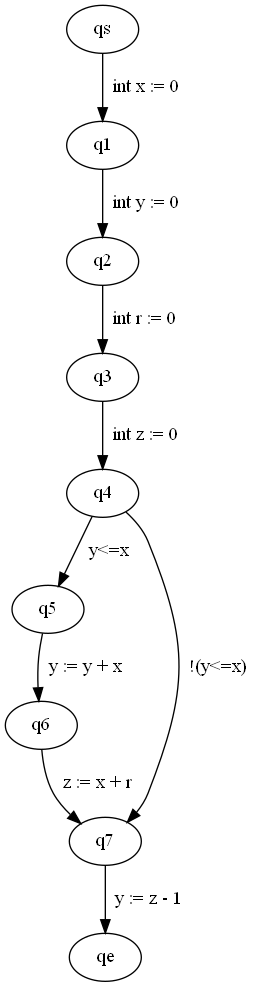 qs
int x := 0
q1
int y := 0
q2
int r := 0
q3
int z := 0
q4
y<=x
q5
!(y<=x)
y := y + x
q6
z := x + r
q7
y := z - 1
qe